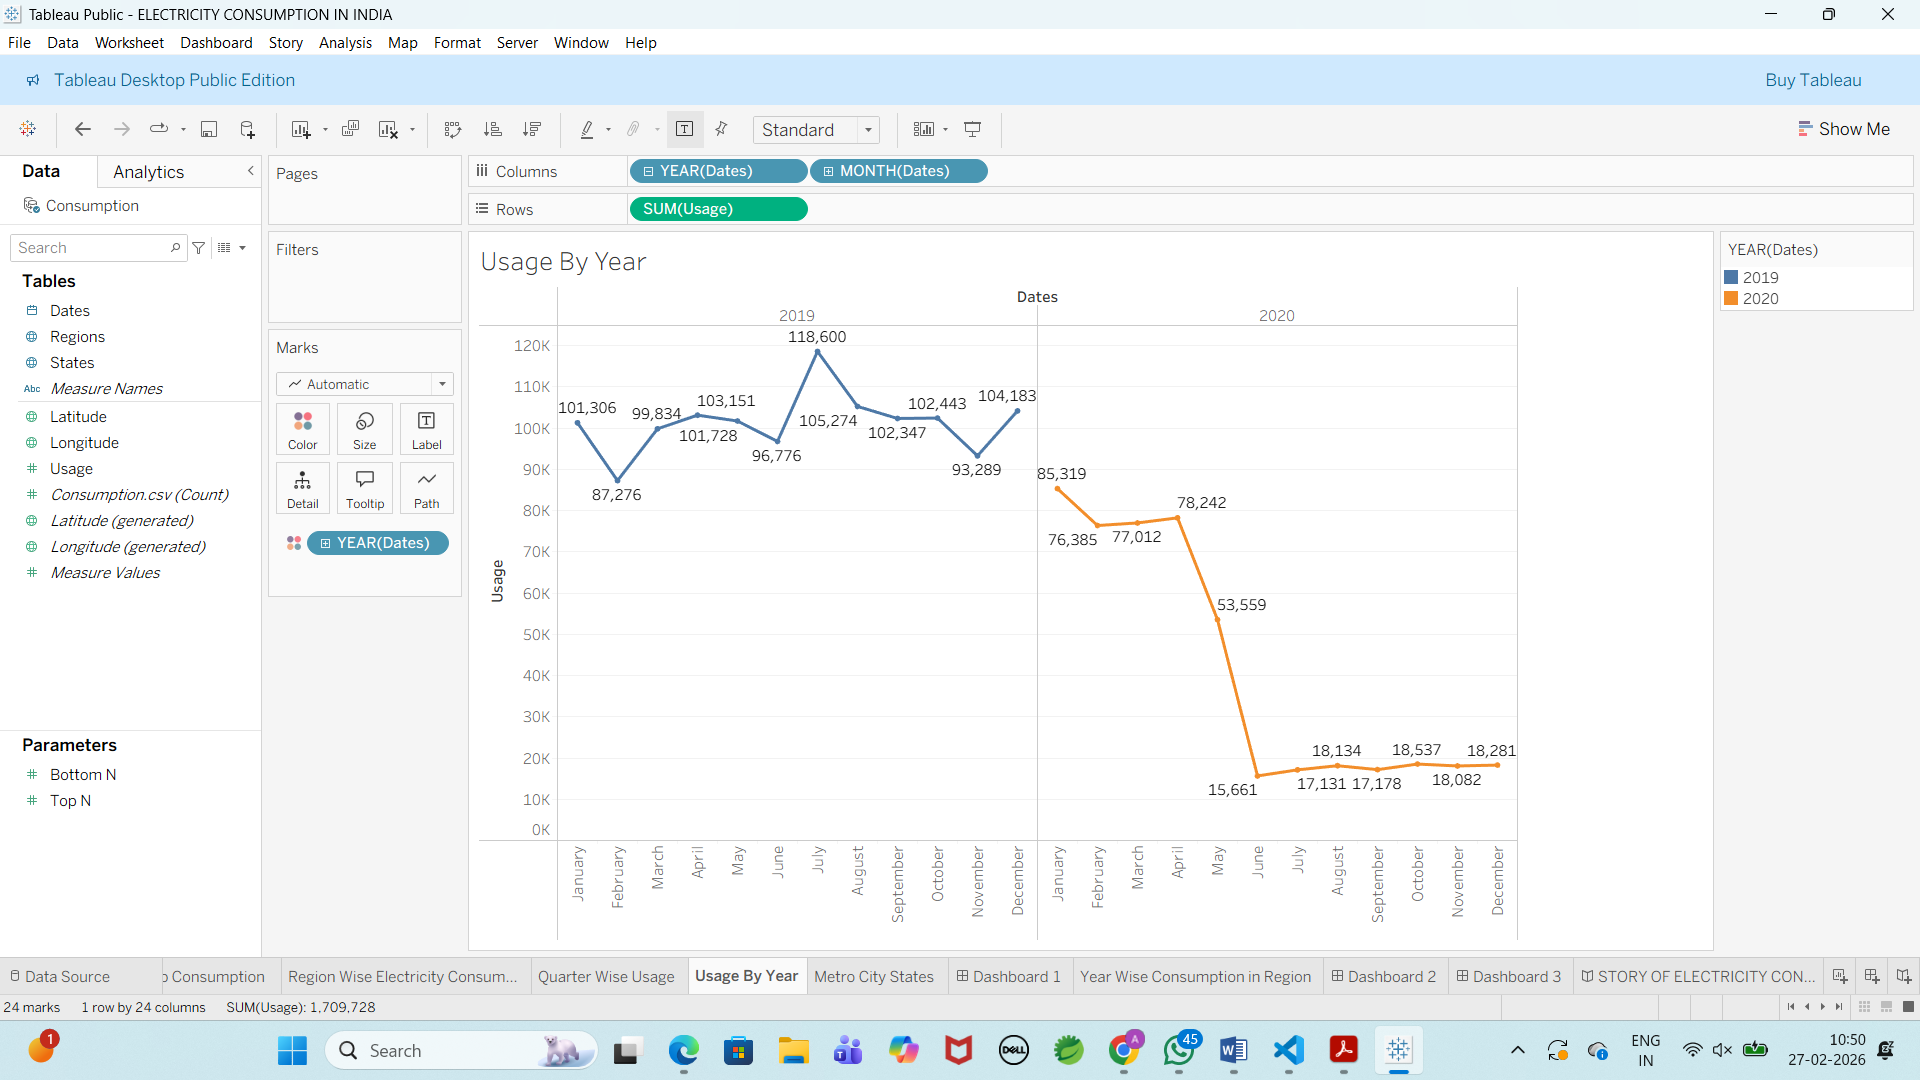 Tableau Public - ELECTRICITY CONSUMPTION IN INDIA
File Data Worksheet Dashboard Story Analysis Map Format Server Window Help
Tableau Desktop Public Edition
Buy Tableau
Standard
Show Me
Data
Analytics
Consumption
Search
Tables
Dates
Regions
States
Abc Measure Names
Latitude
Longitude
Usage
Consumption.csv (Count)
Latitude (generated)
Longitude (generated)
Measure Values
Parameters
Bottom N
Top N
Pages
Filters
Marks
Automatic
Color Size Label
Detail Tooltip Path
YEAR(Dates)
Columns YEAR(Dates) MONTH(Dates)
Rows SUM(Usage)
Usage By Year
Dates
2019 2020
Usage
120K
110K
100K
90K
80K
70K
60K
50K
40K
30K
20K
10K
0K
101,306
87,276
99,834
103,151
101,728
96,776
118,600
105,274
102,347
102,443
93,289
104,183
85,319
76,385
77,012
78,242
53,559
15,661
17,131
18,134
17,178
18,537
18,082
18,281
January February March April May June July August September October November December
January February March April May June July August September October November December
YEAR(Dates)
2019
2020
Data Source
Consumption
Region Wise Electricity Consum...
Quarter Wise Usage
Usage By Year
Metro City States
Dashboard 1
Year Wise Consumption in Region
Dashboard 2
Dashboard 3
STORY OF ELECTRICITY CON...
24 marks 1 row by 24 columns SUM(Usage): 1,709,728
1
Search
DELL
A
45
ENG
IN
10:50
27-02-2026